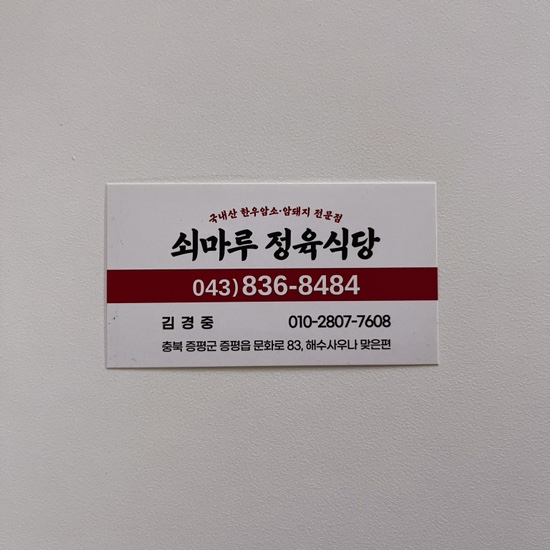 국내산 한우암소·암돼지 전문점
쇠마루 정육식당
043)836-8484
김경중 010-2807-7608
충북 증평군 증평읍 문화로 83, 해수사우나 맞은편